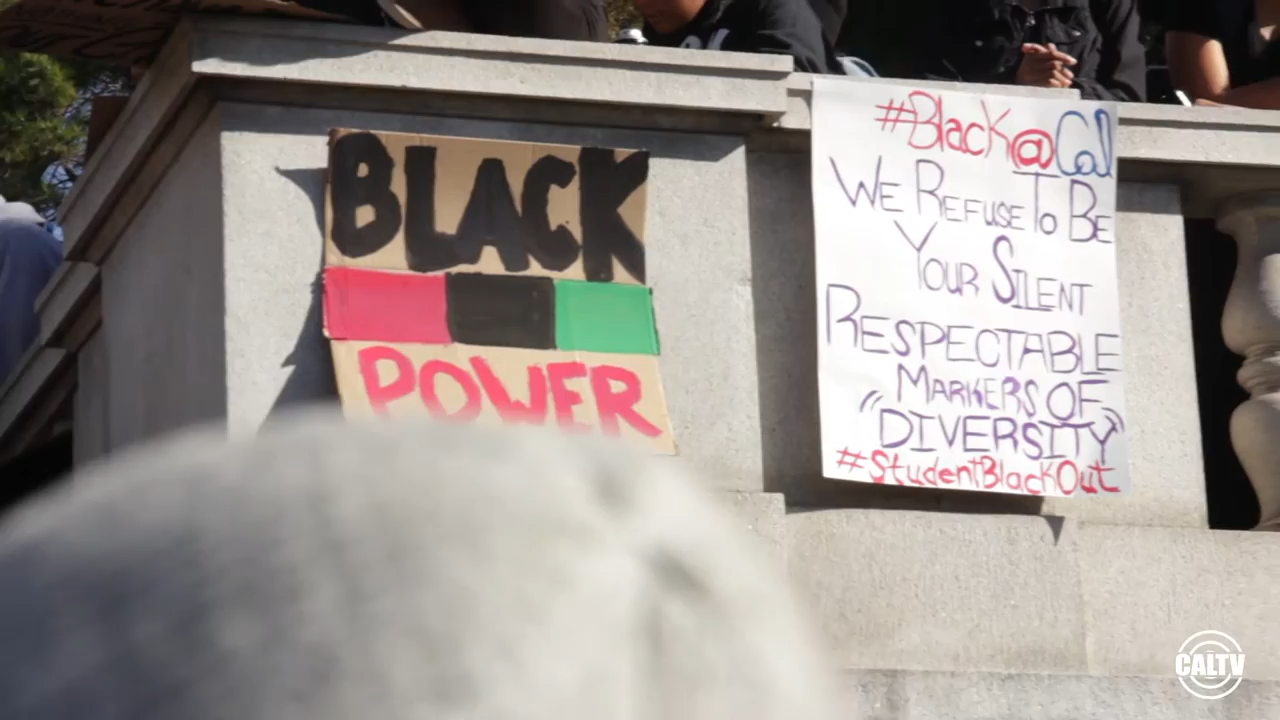 BLACK
POWER
#Black@Cal
WE REFUSE TO BE
YOUR SILENT
RESPECTABLE
MARKERS OF
"DIVERSITY"
#StudentBlackOut
CALTV